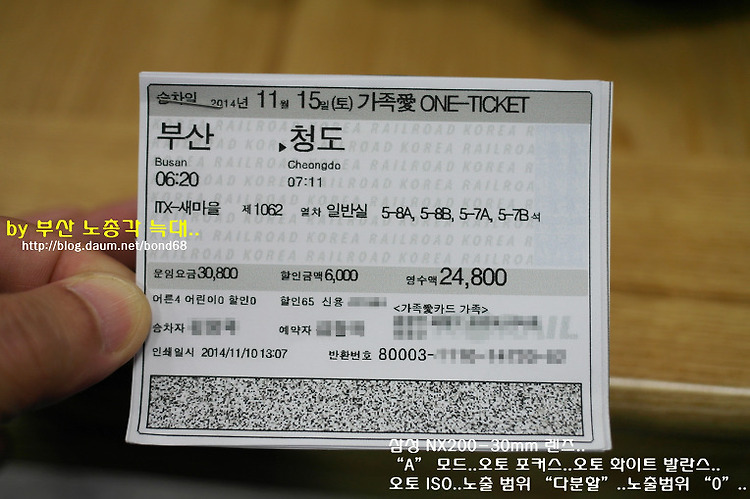 승차일 2014년 11월 15일(토) 가족愛 ONE-TICKET
부산 ▶청도
Busan Cheongdo
06:20 07:11
ITX-새마을 제1062 열차 일반실 5-8A, 5-8B, 5-7A, 5-7B 석
by 부산 노총각 늑대..
http://blog.daum.net/bond68
운임요금30,800 할인금액6,000 영수액24,800
어른4 어린이0 할인0 할인65 신용
<가족愛카드 가족>
승차자 예약자
인쇄일시 2014/11/10 13:07 반환번호 80003-
RAILROAD KOREA RAILROAD KOREA
삼성 NX200-30mm 렌즈..
“A” 모드..오토 포커스..오토 와이트 발란스..
오토 ISO..노출 범위 “다분할”..노출범위 “0”..